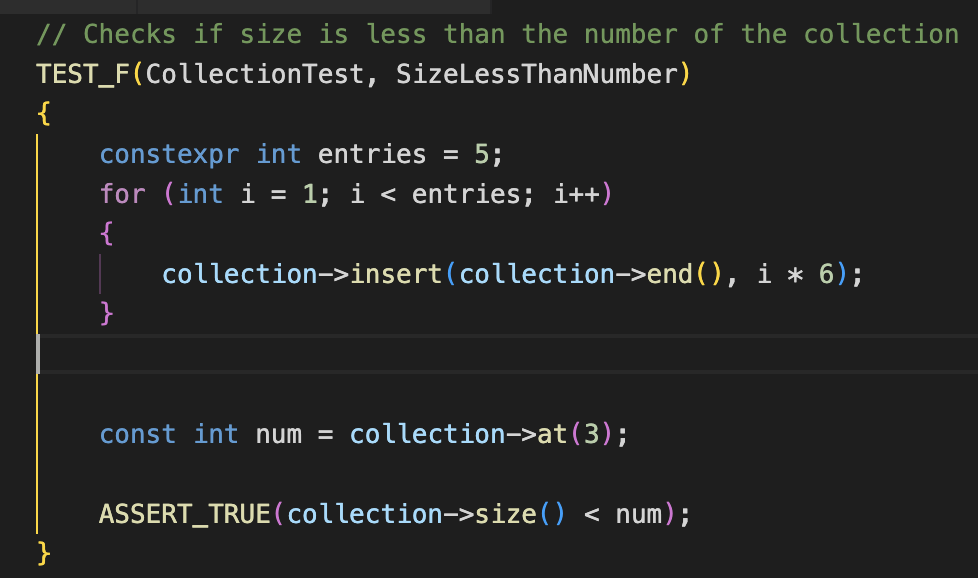 // Checks if size is less than the number of the collection
TEST_F(CollectionTest, SizeLessThanNumber)
{
constexpr int entries = 5;
for (int i = 1; i < entries; i++)
{
collection->insert(collection->end(), i * 6);
}
const int num = collection->at(3);
ASSERT_TRUE(collection->size() < num);
}